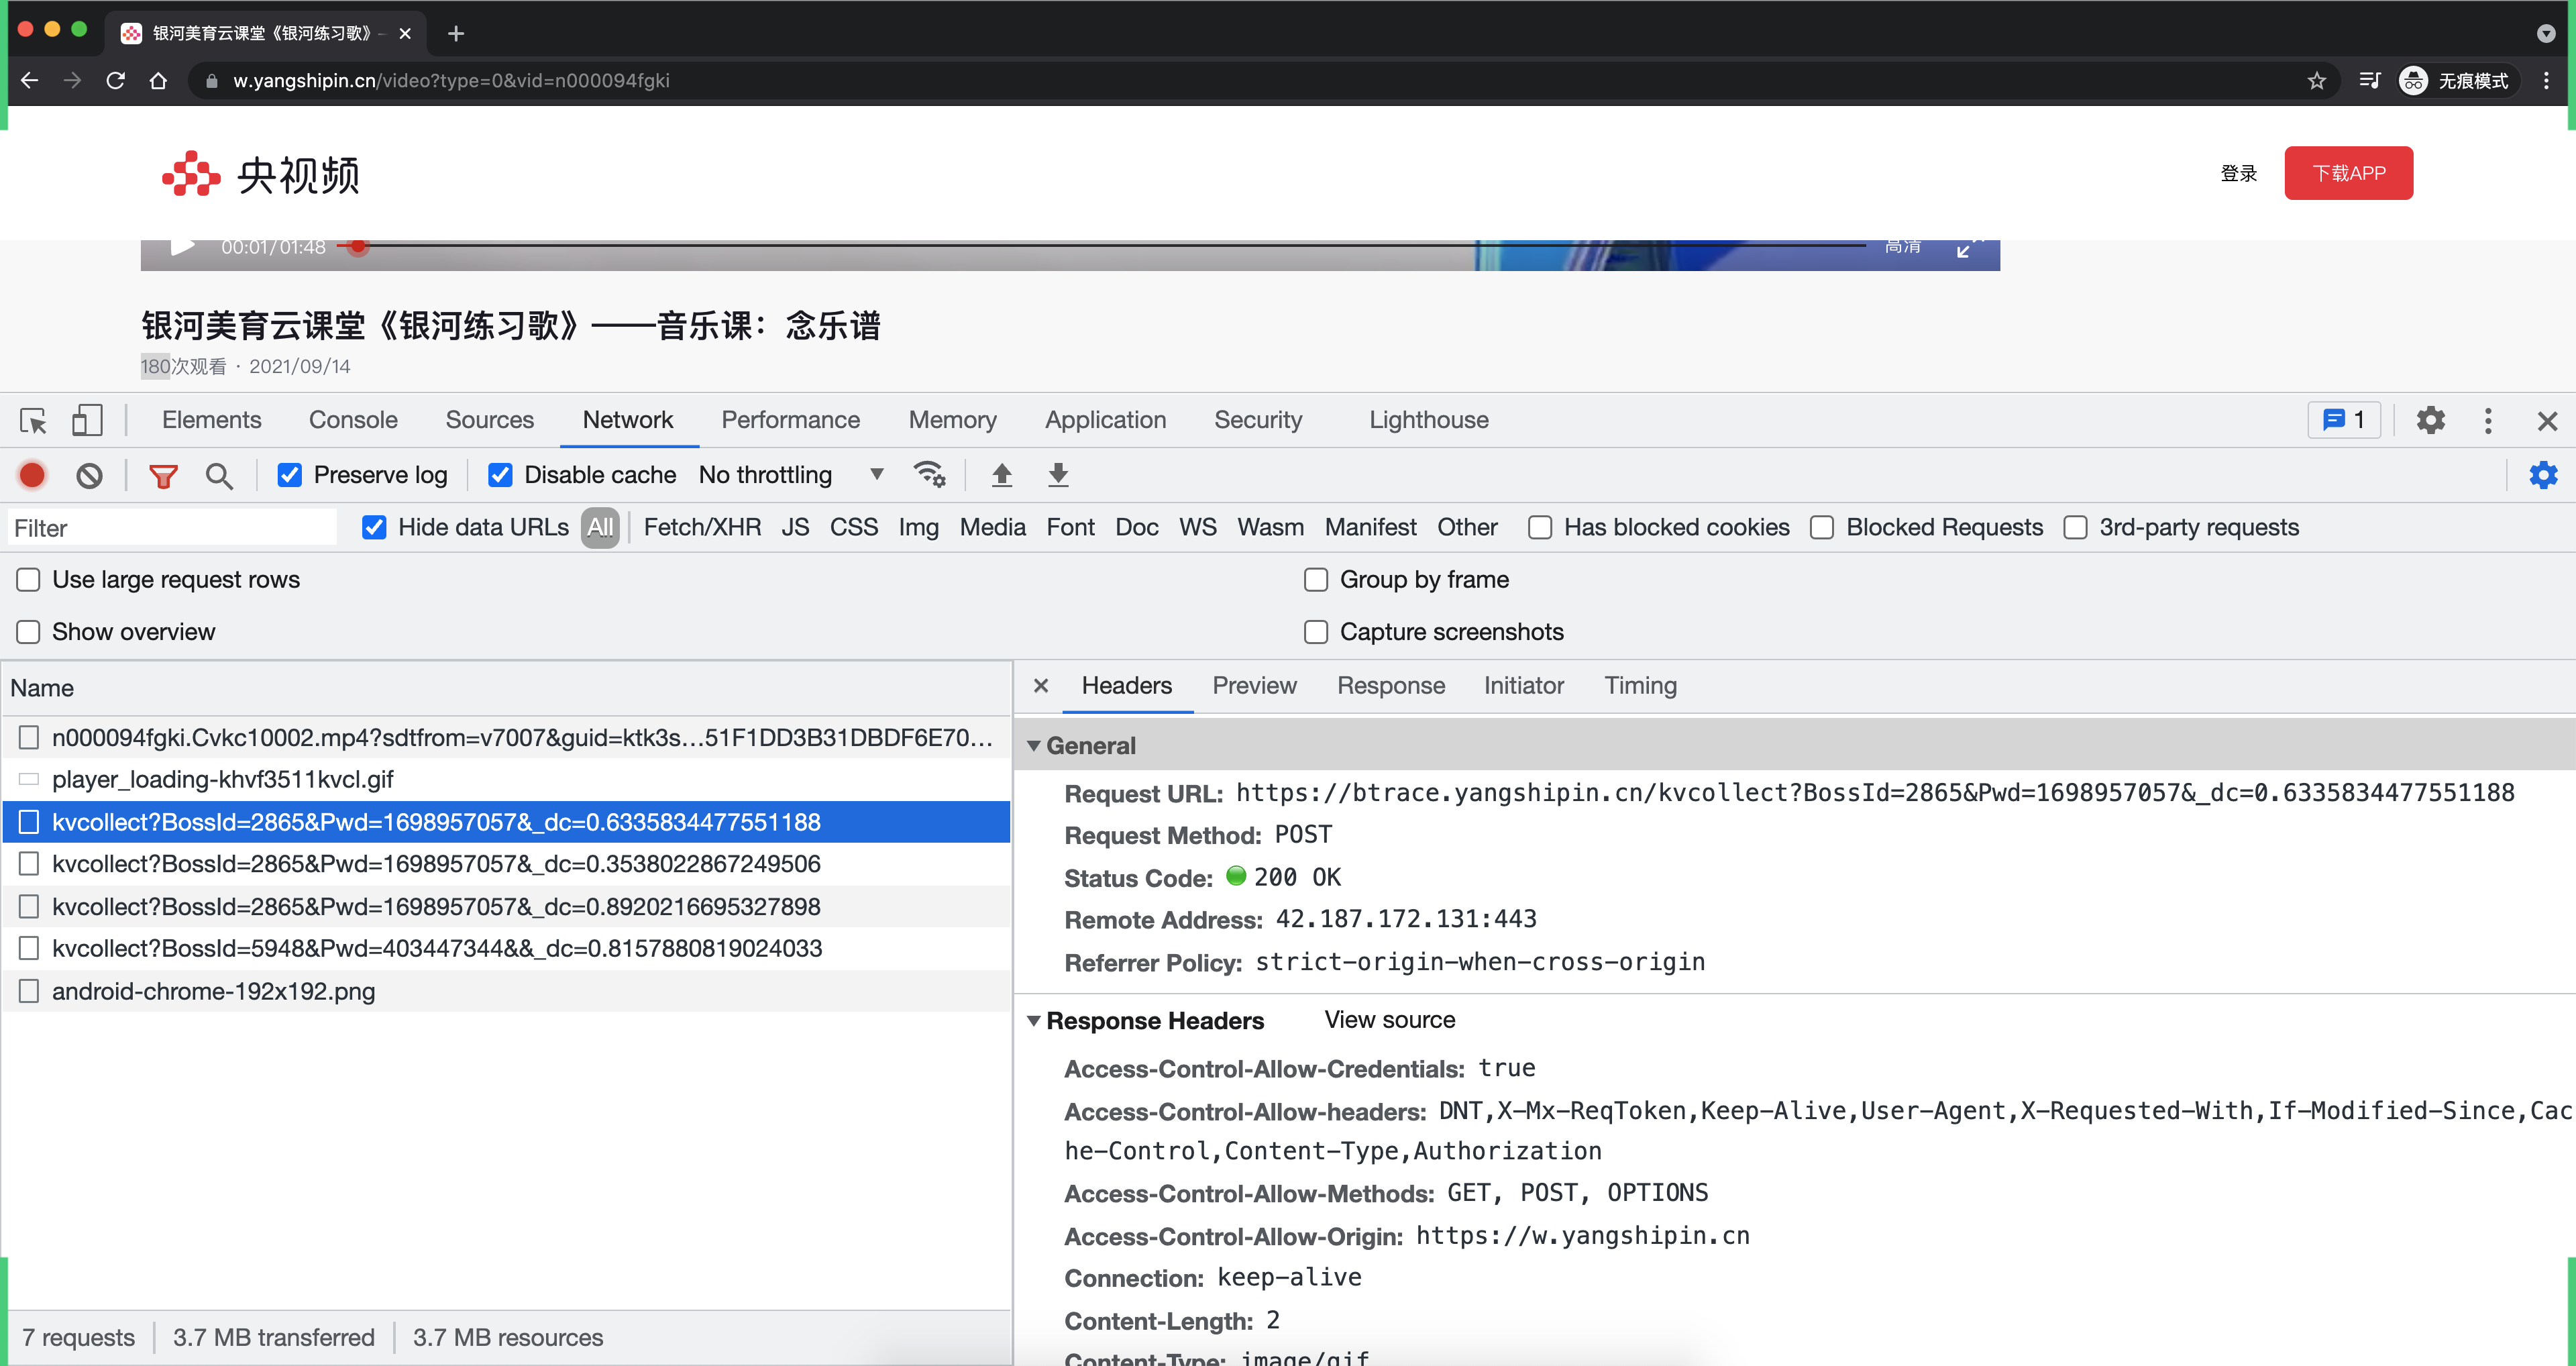 银河美育云课堂《银河练习歌》–
w.yangshipin.cn/video?type=0&vid=n000094fgki
无痕模式
央视频
登录
下载APP
00:01/01:48
高清
银河美育云课堂《银河练习歌》——音乐课：念乐谱
180次观看 · 2021/09/14
Elements Console Sources Network Performance Memory Application Security Lighthouse 1
Preserve log Disable cache No throttling
Filter Hide data URLs All Fetch/XHR JS CSS Img Media Font Doc WS Wasm Manifest Other Has blocked cookies Blocked Requests 3rd-party requests
Use large request rows Group by frame
Show overview Capture screenshots
Name
n000094fgki.Cvkc10002.mp4?sdtfrom=v7007&guid=ktk3s...51F1DD3B31DBDF6E70...
player_loading-khvf3511kvcl.gif
kvcollect?BossId=2865&Pwd=1698957057&_dc=0.6335834477551188
kvcollect?BossId=2865&Pwd=1698957057&_dc=0.3538022867249506
kvcollect?BossId=2865&Pwd=1698957057&_dc=0.8920216695327898
kvcollect?BossId=5948&Pwd=403447344&&_dc=0.8157880819024033
android-chrome-192x192.png
7 requests 3.7 MB transferred 3.7 MB resources
Headers Preview Response Initiator Timing
General
Request URL: https://btrace.yangshipin.cn/kvcollect?BossId=2865&Pwd=1698957057&_dc=0.6335834477551188
Request Method: POST
Status Code: 200 OK
Remote Address: 42.187.172.131:443
Referrer Policy: strict-origin-when-cross-origin
Response Headers View source
Access-Control-Allow-Credentials: true
Access-Control-Allow-headers: DNT,X-Mx-ReqToken,Keep-Alive,User-Agent,X-Requested-With,If-Modified-Since,Cac
he-Control,Content-Type,Authorization
Access-Control-Allow-Methods: GET, POST, OPTIONS
Access-Control-Allow-Origin: https://w.yangshipin.cn
Connection: keep-alive
Content-Length: 2
Content-Type: image/gif